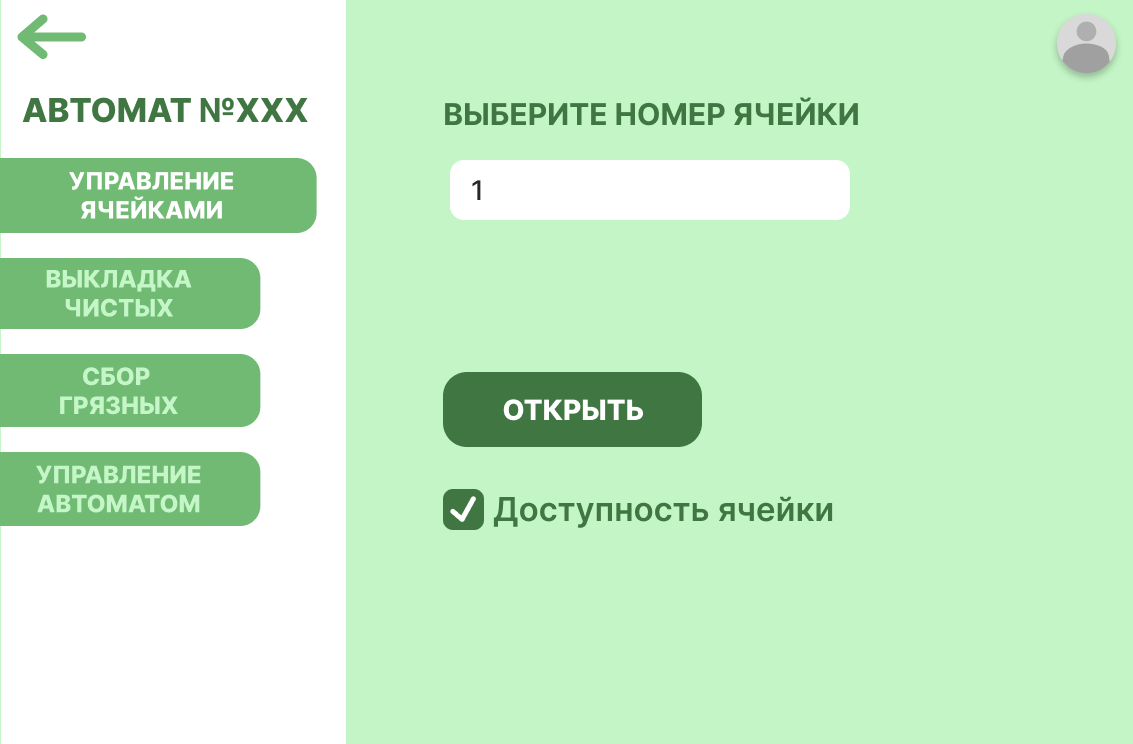 АВТОМАТ №XXX
УПРАВЛЕНИЕ
ЯЧЕЙКАМИ
ВЫКЛАДКА
ЧИСТЫХ
СБОР
ГРЯЗНЫХ
УПРАВЛЕНИЕ
АВТОМАТОМ
ВЫБЕРИТЕ НОМЕР ЯЧЕЙКИ
1
ОТКРЫТЬ
Доступность ячейки